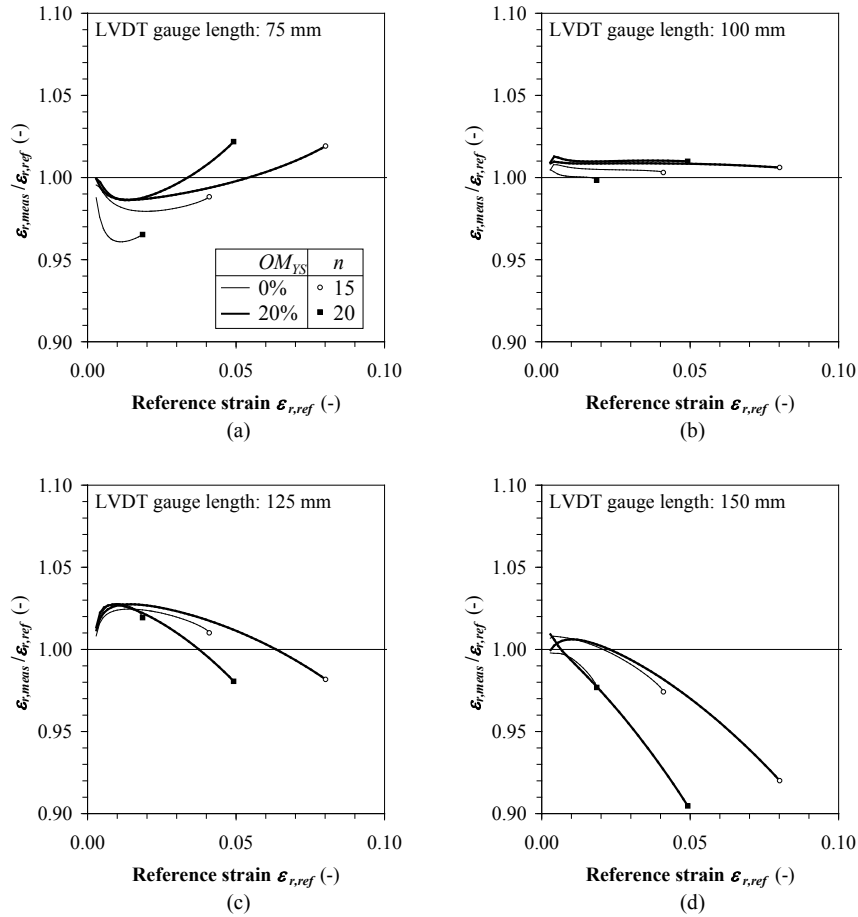 LVDT gauge length: 75 mm
1.10
1.05
1.00
0.95
0.90
εr,meas/εr,ref (-)
OMYS n
0% 15
20% 20
0.00 0.05 0.10
Reference strain εr,ref (-)
(a)
LVDT gauge length: 100 mm
1.10
1.05
1.00
0.95
0.90
εr,meas/εr,ref (-)
0.00 0.05 0.10
Reference strain εr,ref (-)
(b)
LVDT gauge length: 125 mm
1.10
1.05
1.00
0.95
0.90
εr,meas/εr,ref (-)
0.00 0.05 0.10
Reference strain εr,ref (-)
(c)
LVDT gauge length: 150 mm
1.10
1.05
1.00
0.95
0.90
εr,meas/εr,ref (-)
0.00 0.05 0.10
Reference strain εr,ref (-)
(d)